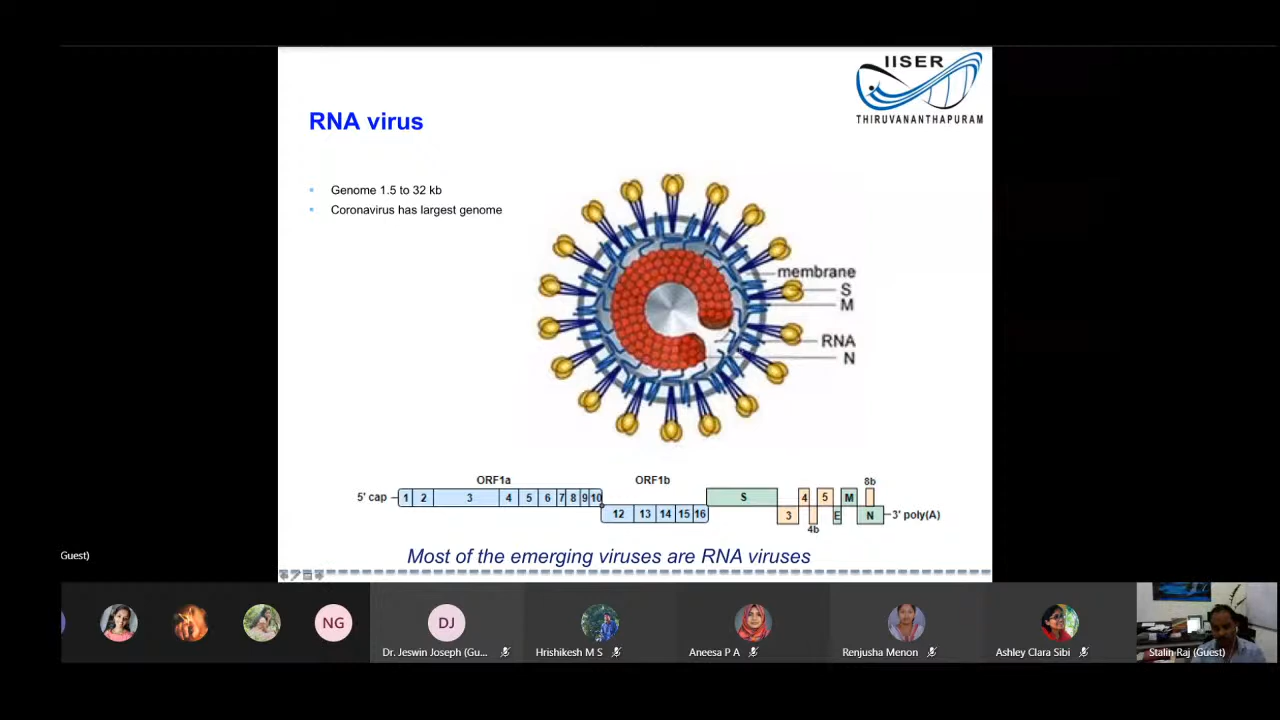 IISER
THIRUVANANTHAPURAM
RNA virus
Genome 1.5 to 32 kb
Coronavirus has largest genome
membrane
S
M
RNA
N
ORF1a
ORF1b
8b
5' cap
1 2 3 4 5 6 7 8 9 10
S
4 5 M
12 13 14 15 16
3 E N
3' poly(A)
4b
Most of the emerging viruses are RNA viruses
Guest)
NG
DJ
Dr. Jeswin Joseph (Gu...
Hrishikesh M S
Aneesa P A
Renjusha Menon
Ashley Clara Sibi
Stalin Raj (Guest)